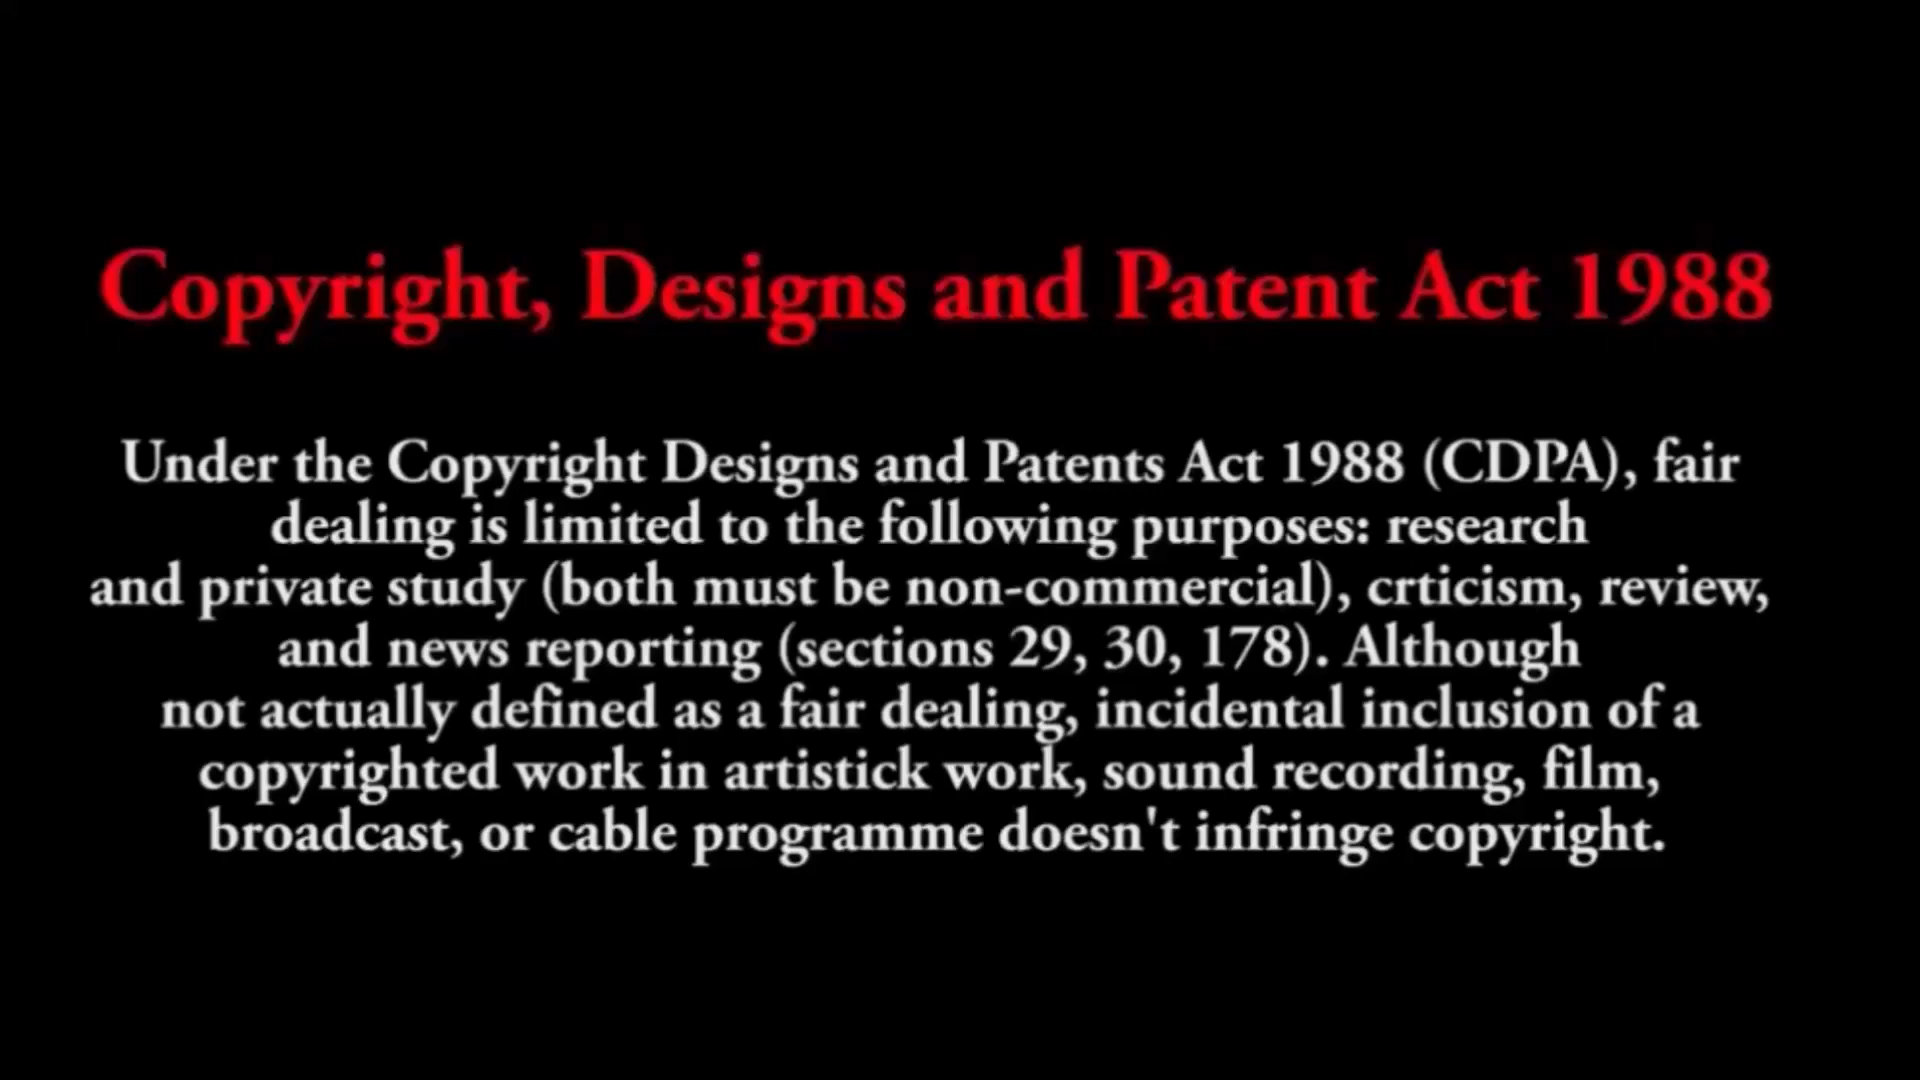 Copyright, Designs and Patent Act 1988
Under the Copyright Designs and Patents Act 1988 (CDPA), fair
dealing is limited to the following purposes: research
and private study (both must be non-commercial), crticism, review,
and news reporting (sections 29, 30, 178). Although
not actually defined as a fair dealing, incidental inclusion of a
copyrighted work in artistick work, sound recording, film,
broadcast, or cable programme doesn't infringe copyright.